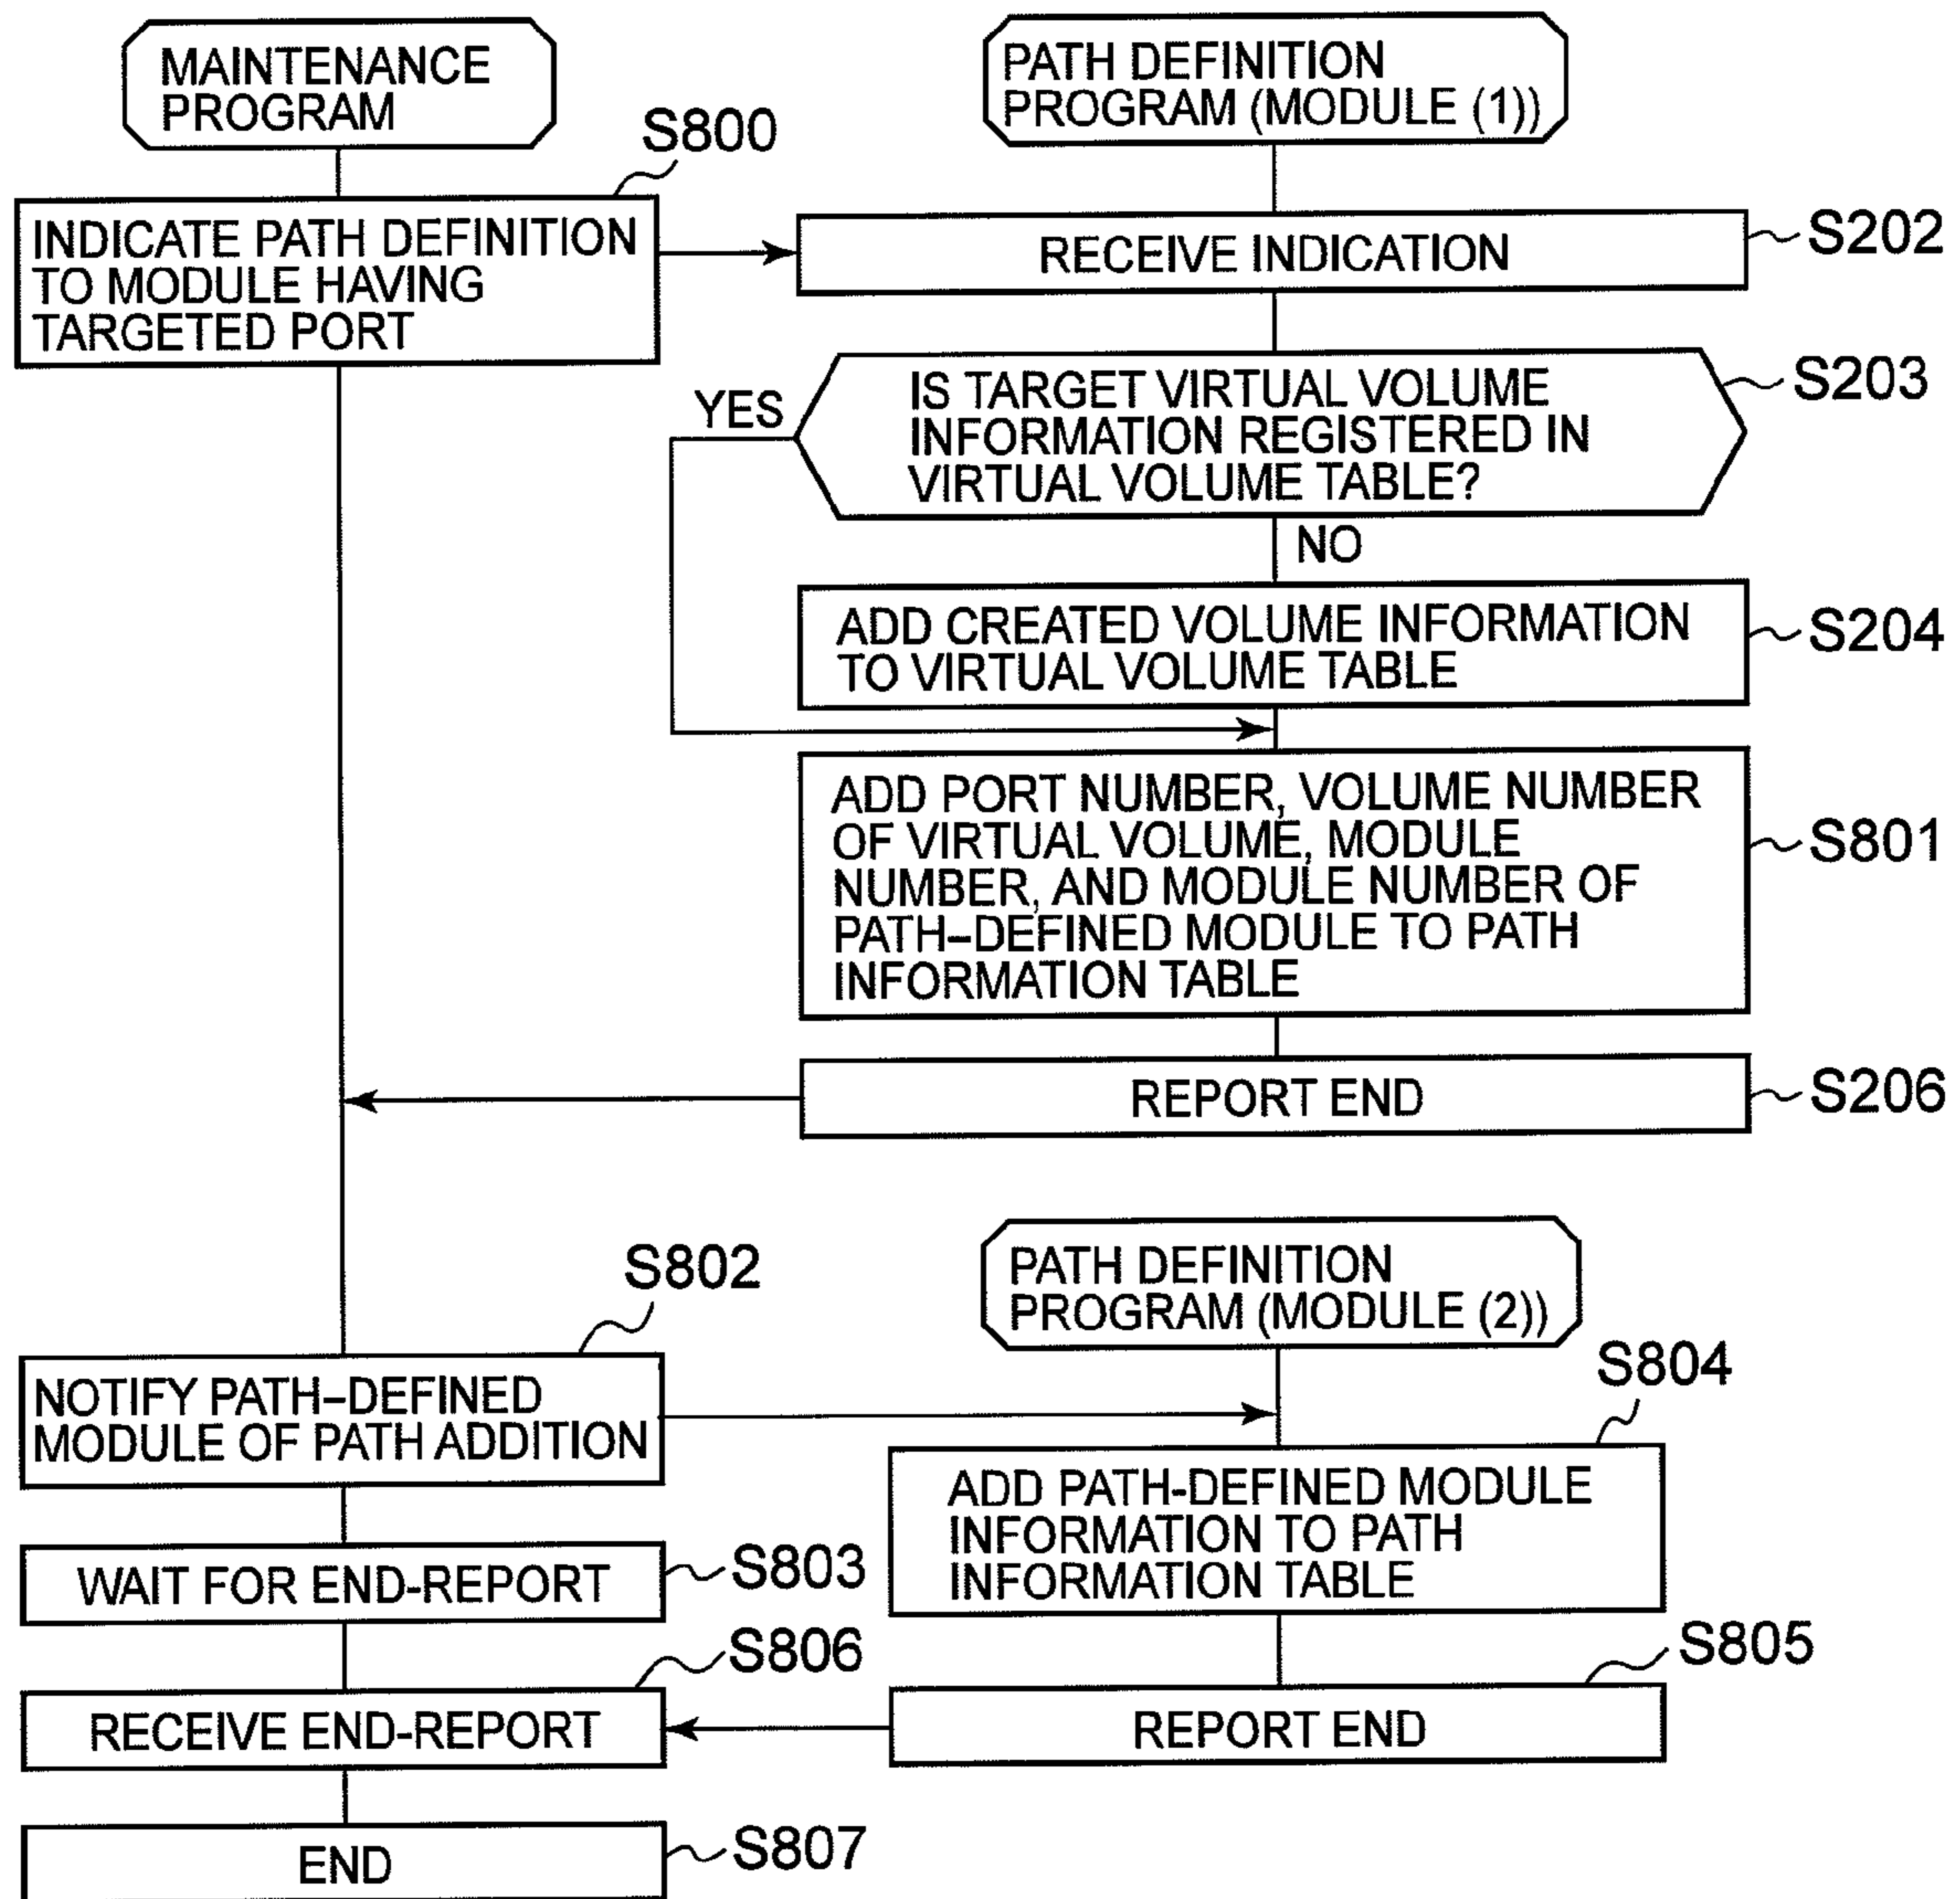 MAINTENANCE
PROGRAM
PATH DEFINITION
PROGRAM (MODULE (1))
S800
INDICATE PATH DEFINITION
TO MODULE HAVING
TARGETED PORT
RECEIVE INDICATION
S202
IS TARGET VIRTUAL VOLUME
INFORMATION REGISTERED IN
VIRTUAL VOLUME TABLE?
S203
YES
NO
ADD CREATED VOLUME INFORMATION
TO VIRTUAL VOLUME TABLE
S204
ADD PORT NUMBER, VOLUME NUMBER
OF VIRTUAL VOLUME, MODULE
NUMBER, AND MODULE NUMBER OF
PATH–DEFINED MODULE TO PATH
INFORMATION TABLE
S801
REPORT END
S206
PATH DEFINITION
PROGRAM (MODULE (2))
S802
NOTIFY PATH–DEFINED
MODULE OF PATH ADDITION
S804
ADD PATH-DEFINED MODULE
INFORMATION TO PATH
INFORMATION TABLE
WAIT FOR END-REPORT
S803
S806
RECEIVE END-REPORT
S805
REPORT END
END
S807